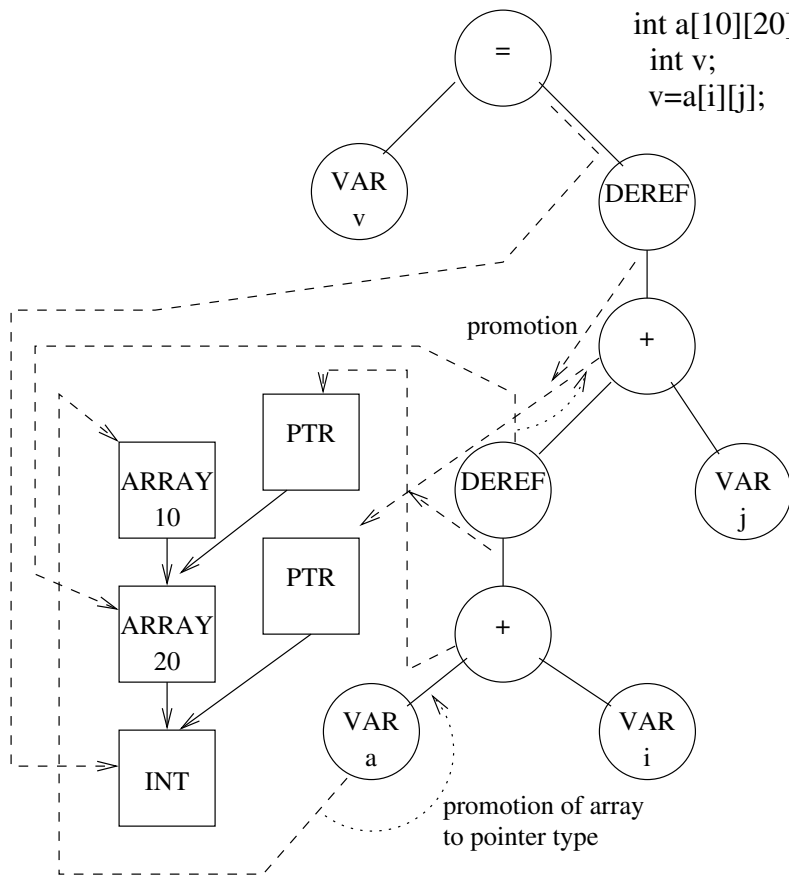 int a[10][20]
=
int v;
v=a[i][j];
VAR
v
DEREF
promotion
+
PTR
ARRAY
10
DEREF
VAR
j
PTR
ARRAY
20
+
VAR
a
VAR
i
INT
promotion of array
to pointer type